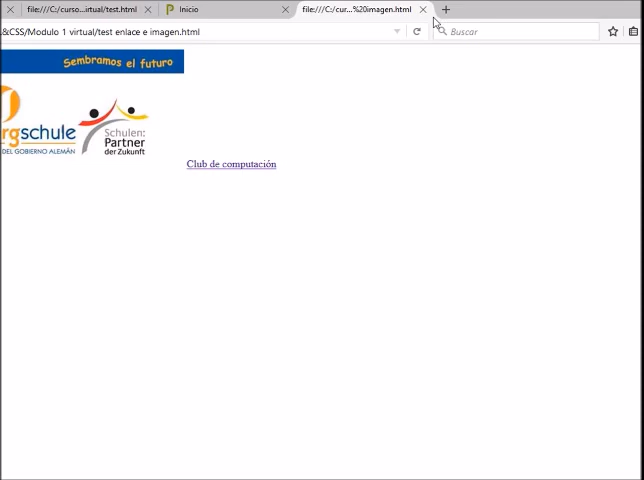 file:///C:/curso...irtual/test.html
Inicio
file:///C:/cur...%20imagen.html
&CSS/Modulo 1 virtual/test enlace e imagen.html
Buscar
Sembramos el futuro
rgschule
DEL GOBIERNO ALEMÁN
Schulen:
Partner
der Zukunft
Club de computación